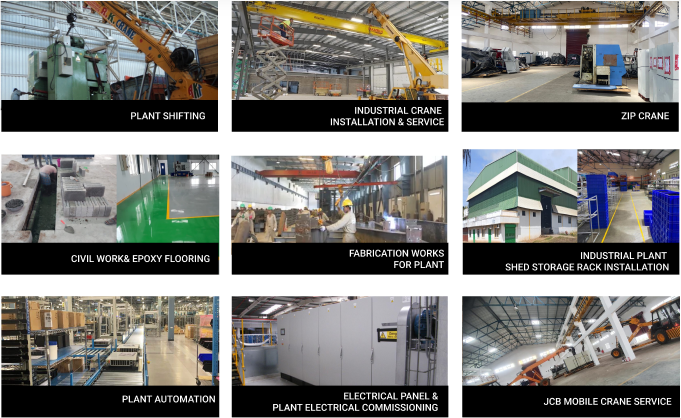 PLANT SHIFTING
INDUSTRIAL CRANE
INSTALLATION & SERVICE
ZIP CRANE
CIVIL WORK& EPOXY FLOORING
FABRICATION WORKS
FOR PLANT
INDUSTRIAL PLANT
SHED STORAGE RACK INSTALLATION
PLANT AUTOMATION
ELECTRICAL PANEL &
PLANT ELECTRICAL COMMISSIONING
JCB MOBILE CRANE SERVICE